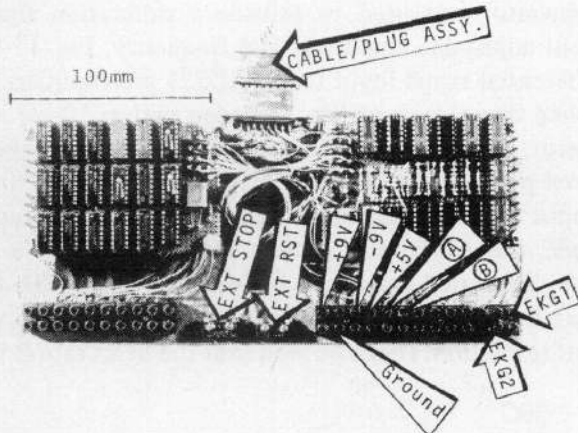 CABLE/PLUG ASSY.
100mm
EXT STOP
EXT RST
+9V
-9V
+5V
A
B
EKG1
EKG2
Ground